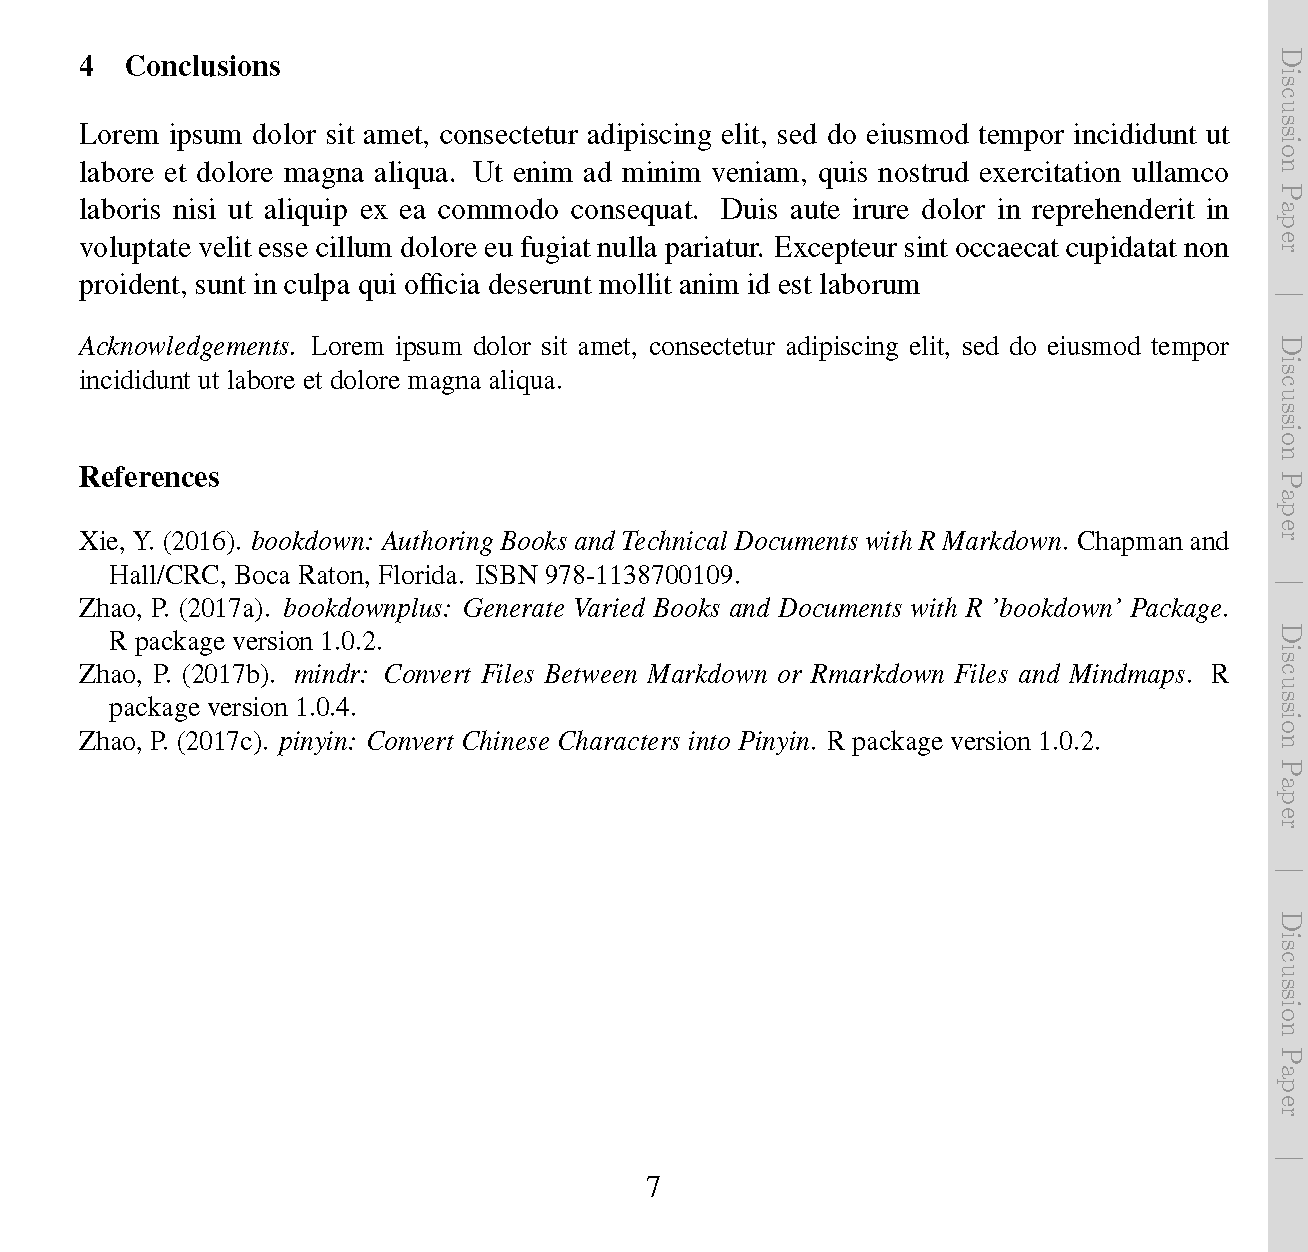 4 Conclusions
Lorem ipsum dolor sit amet, consectetur adipiscing elit, sed do eiusmod tempor incididunt ut
labore et dolore magna aliqua. Ut enim ad minim veniam, quis nostrud exercitation ullamco
laboris nisi ut aliquip ex ea commodo consequat. Duis aute irure dolor in reprehenderit in
voluptate velit esse cillum dolore eu fugiat nulla pariatur. Excepteur sint occaecat cupidatat non
proident, sunt in culpa qui officia deserunt mollit anim id est laborum
Acknowledgements. Lorem ipsum dolor sit amet, consectetur adipiscing elit, sed do eiusmod tempor
incididunt ut labore et dolore magna aliqua.
References
Xie, Y. (2016). bookdown: Authoring Books and Technical Documents with R Markdown. Chapman and
Hall/CRC, Boca Raton, Florida. ISBN 978-1138700109.
Zhao, P. (2017a). bookdownplus: Generate Varied Books and Documents with R ’bookdown’ Package.
R package version 1.0.2.
Zhao, P. (2017b). mindr: Convert Files Between Markdown or Rmarkdown Files and Mindmaps. R
package version 1.0.4.
Zhao, P. (2017c). pinyin: Convert Chinese Characters into Pinyin. R package version 1.0.2.
7
Discussion Paper | Discussion Paper | Discussion Paper | Discussion Paper |